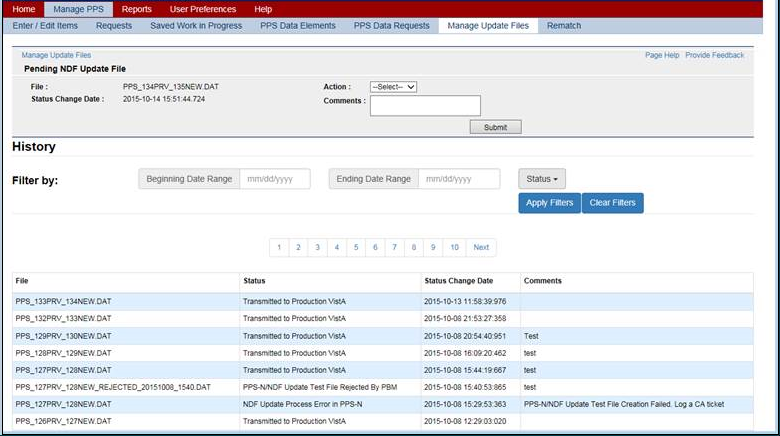 Home Manage PPS Reports User Preferences Help
Enter / Edit Items Requests Saved Work in Progress PPS Data Elements PPS Data Requests Manage Update Files Rematch
Manage Update Files Page Help Provide Feedback
Pending NDF Update File
File : PPS_134PRV_135NEW.DAT Action : --Select--
Status Change Date : 2015-10-14 15:51:44.724 Comments :
Submit
History
Filter by: Beginning Date Range mm/dd/yyyy Ending Date Range mm/dd/yyyy Status
Apply Filters Clear Filters
1 2 3 4 5 6 7 8 9 10 Next
File Status Status Change Date Comments
PPS_133PRV_134NEW.DAT Transmitted to Production VistA 2015-10-13 11:58:39:976
PPS_132PRV_133NEW.DAT Transmitted to Production VistA 2015-10-08 21:53:27:358
PPS_129PRV_130NEW.DAT Transmitted to Production VistA 2015-10-08 20:54:40:951 Test
PPS_128PRV_129NEW.DAT Transmitted to Production VistA 2015-10-08 16:09:20.462 test
PPS_127PRV_128NEW.DAT Transmitted to Production VistA 2015-10-08 15:44:19:667 test
PPS_127PRV_128NEW_REJECTED_20151008_1540.DAT PPS-N/NDF Update Test File Rejected By PBM 2015-10-08 15:40:53:865 test
PPS_127PRV_128NEW.DAT NDF Update Process Error in PPS-N 2015-10-08 15:29:53:363 PPS-N/NDF Update Test File Creation Failed. Log a CA ticket
PPS_126PRV_127NEW.DAT Transmitted to Production VistA 2015-10-08 12:29:03:020